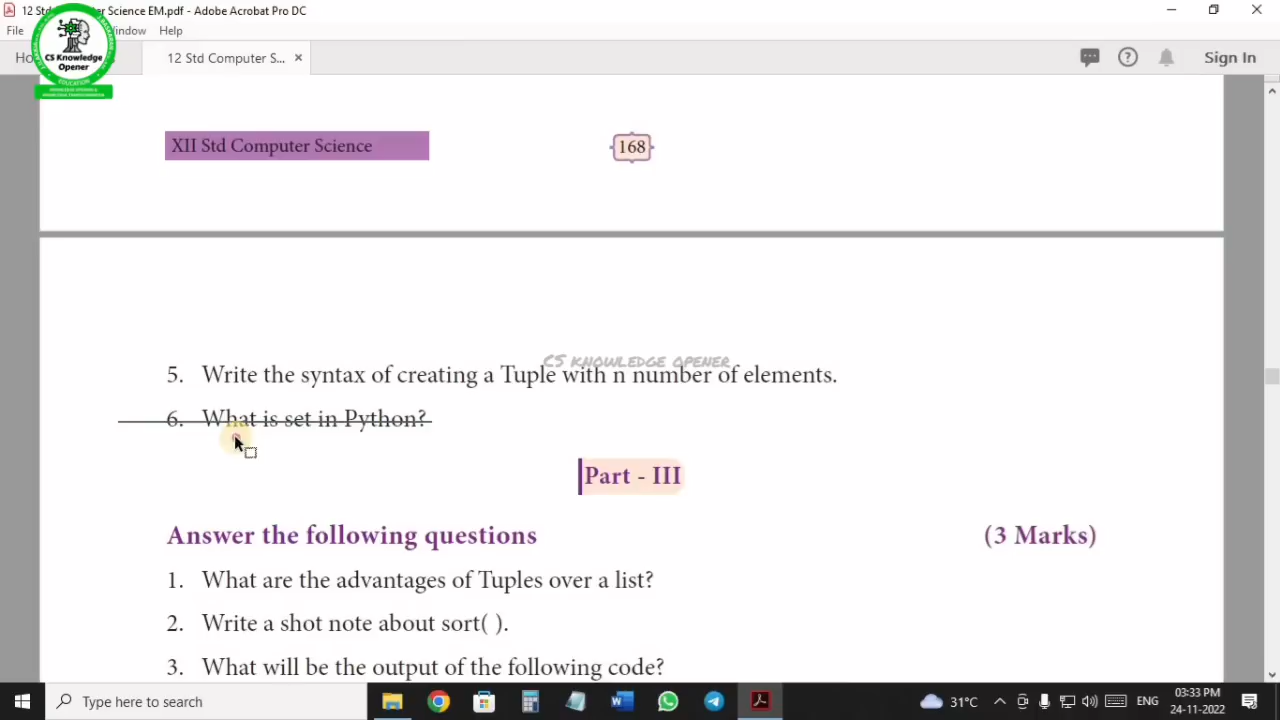 12 Std Computer Science EM.pdf - Adobe Acrobat Pro DC
File Window Help
CS Knowledge
Opener
EDUCATION
12 Std Computer S...
Sign In
XII Std Computer Science
168
CS KNOWLEDGE OPENER
5. Write the syntax of creating a Tuple with n number of elements.
6. What is set in Python?
Part - III
Answer the following questions (3 Marks)
1. What are the advantages of Tuples over a list?
2. Write a shot note about sort( ).
3. What will be the output of the following code?
Type here to search
31°C
ENG
03:33 PM
24-11-2022